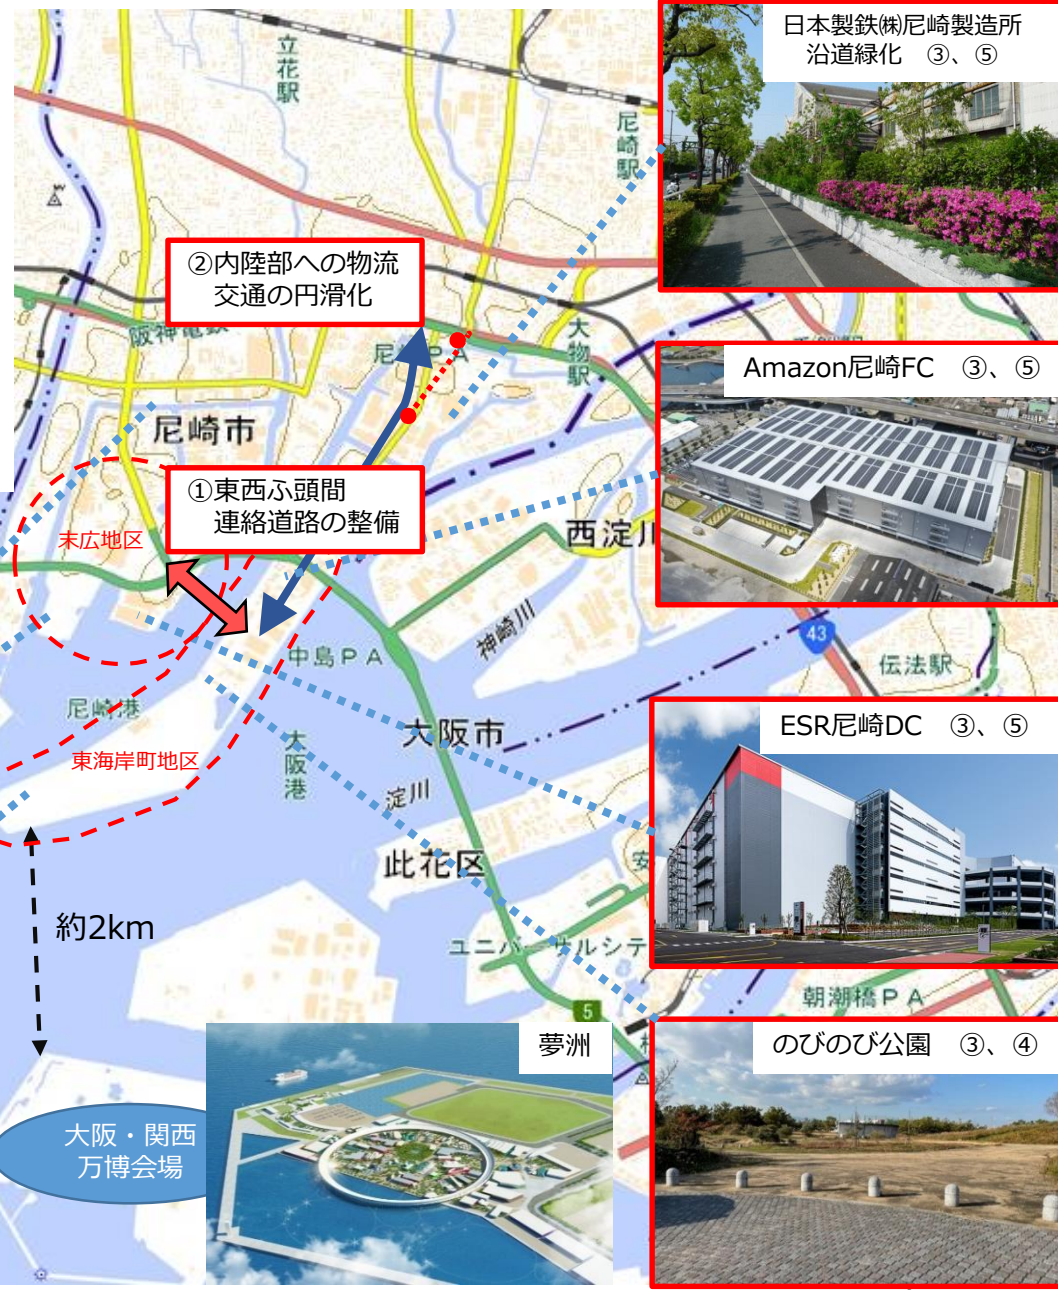 日本製鉄㈱尼崎製造所
沿道緑化 ③、⑤
立花駅
尼崎駅
②内陸部への物流
交通の円滑化
阪神電鉄
大物駅
Amazon尼崎FC ③、⑤
尼崎市
①東西ふ頭間
連絡道路の整備
末広地区
西淀川
神崎川
43
伝法駅
中島PA
尼崎港
東海岸町地区
大阪港
大阪市
淀川
ESR尼崎DC ③、⑤
此花区
約2km
ユニバーサルシテ
朝潮橋PA
5
夢洲
のびのび公園 ③、④
大阪・関西
万博会場